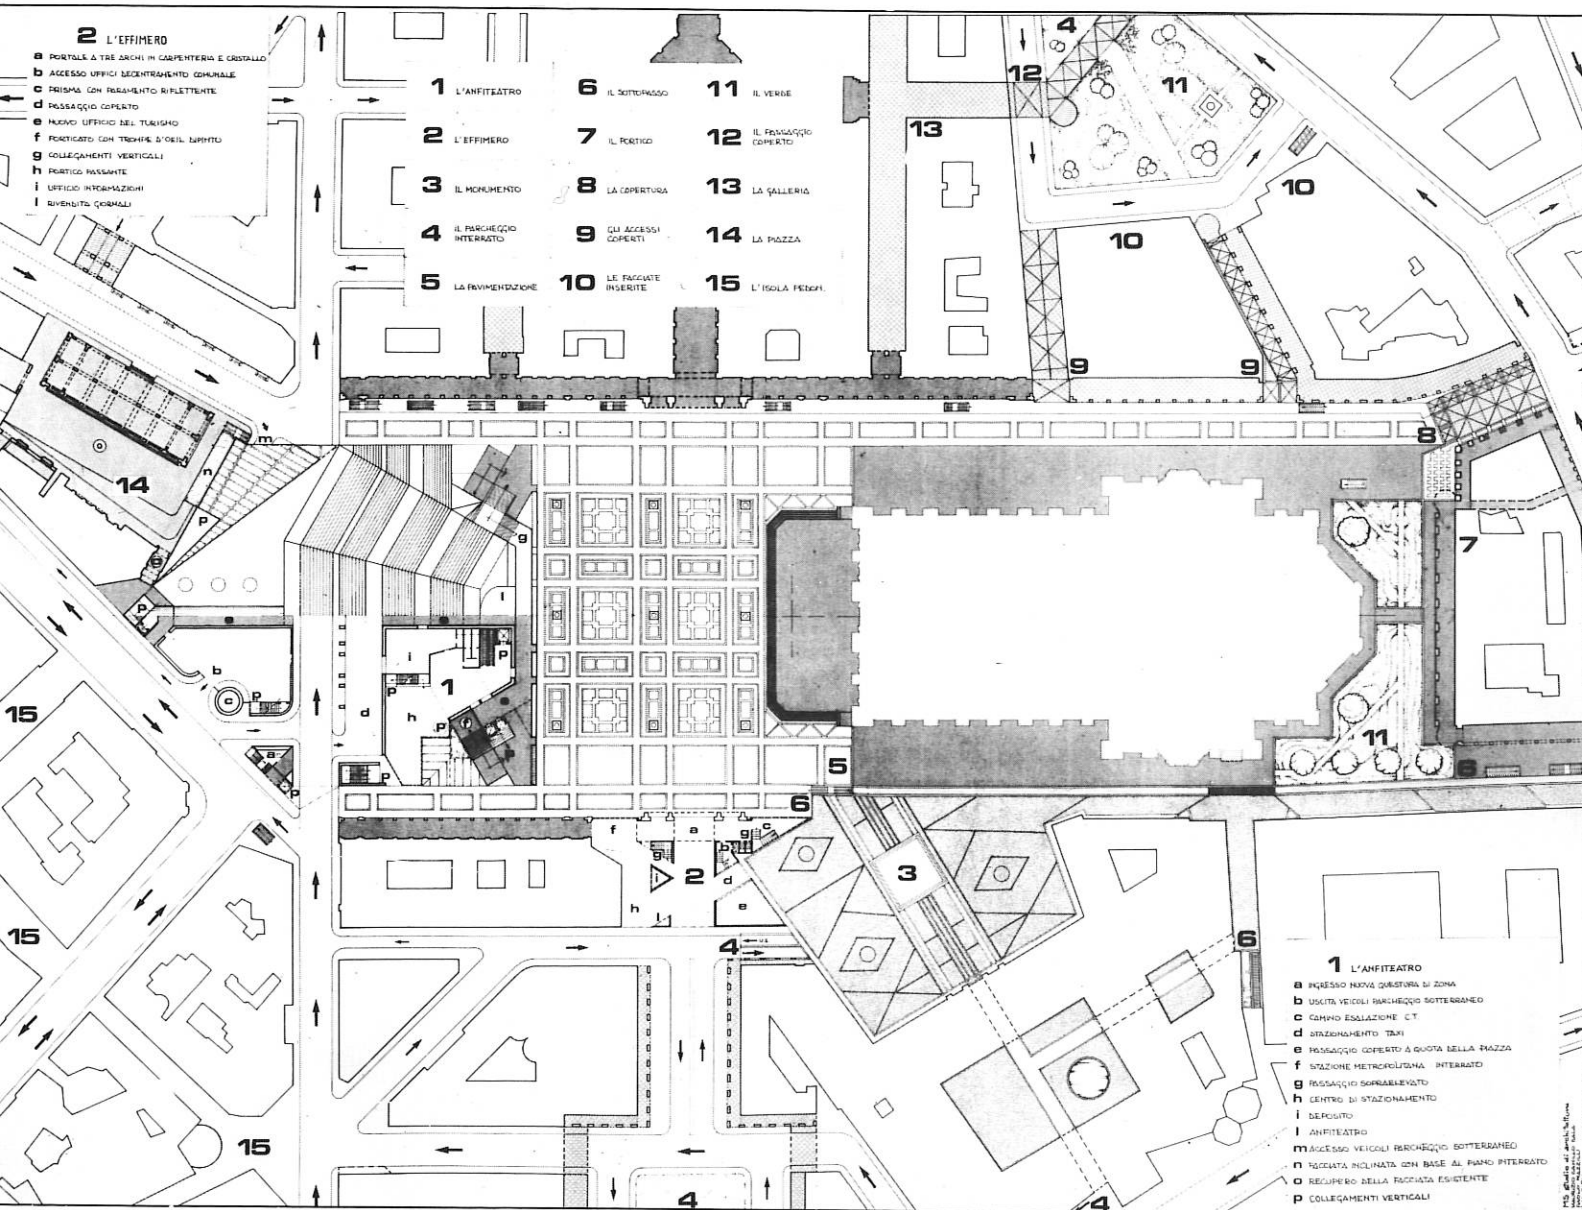 2 L'EFFIMERO
a PORTALE A TRE ARCHI IN CARPENTERIA E CRISTALLO
b ACCESSO UFFICI DECENTRAMENTO COMUNALE
c PRISMA CON PARAMENTO RIFLETTENTE
d PASSAGGIO COPERTO
e NUOVO UFFICIO DEL TURISMO
f PORTICATO CON TROMPE D'OEIL DIPINTO
g COLLEGAMENTI VERTICALI
h PORTICO PASSANTE
i UFFICIO INFORMAZIONI
l RIVENDITA GIORNALI
1 L'ANFITEATRO
2 L'EFFIMERO
3 IL MONUMENTO
4 IL PARCHEGGIO
INTERRATO
5 LA PAVIMENTAZIONE
6 IL SOTTOPASSO
7 IL PORTICO
8 LA COPERTURA
9 GLI ACCESSI
COPERTI
10 LE FACCIATE
INSERITE
11 IL VERDE
12 IL PASSAGGIO
COPERTO
13 LA GALLERIA
14 LA PIAZZA
15 L'ISOLA PEDON.
4
12
11
13
10
10
9
9
8
m
n
14
p
g
l
7
p
e
e
b
i
p
p
1
c
p
h
d
p
15
11
a
p
p
5
6
6
f
a
g
c
g
b
i
2
d
3
h
l
e
15
4
6
15
4
4
1 L'ANFITEATRO
a INGRESSO NUOVA QUESTURA DI ZONA
b USCITA VEICOLI PARCHEGGIO SOTTERRANEO
c CAMINO ESALAZIONE C.T.
d STAZIONAMENTO TAXI
e PASSAGGIO COPERTO A QUOTA DELLA PIAZZA
f STAZIONE METROPOLITANA INTERRATO
g PASSAGGIO SOPRAELEVATO
h CENTRO DI STAZIONAMENTO
i DEPOSITO
l ANFITEATRO
m ACCESSO VEICOLI PARCHEGGIO SOTTERRANEO
n FACCIATA INCLINATA CON BASE AL PIANO INTERRATO
o RECUPERO DELLA FACCIATA ESISTENTE
p COLLEGAMENTI VERTICALI